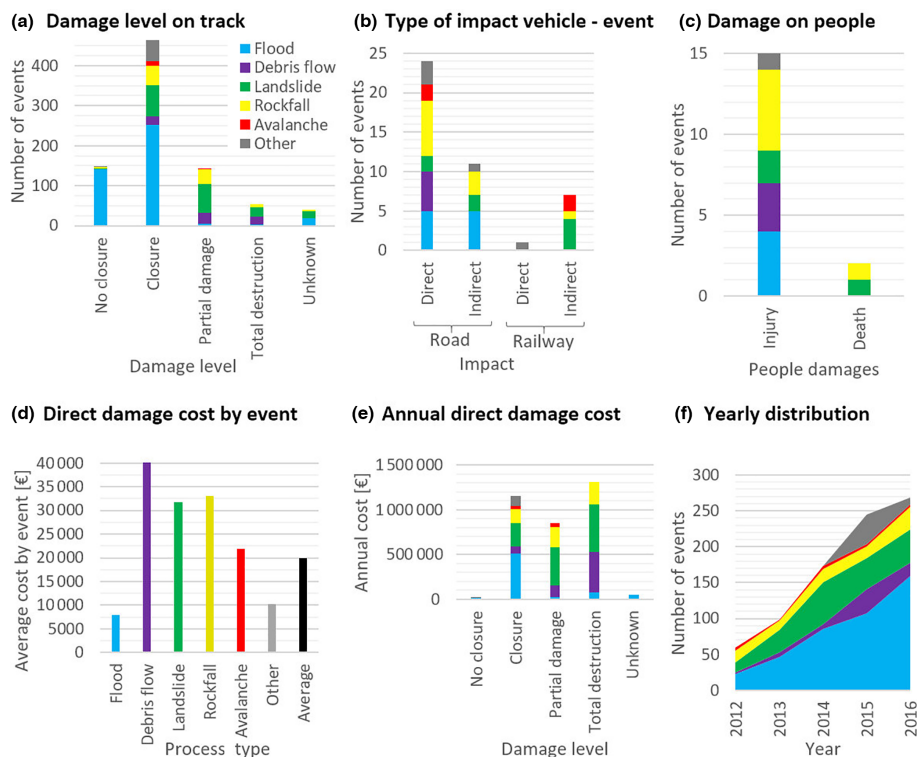 (a) Damage level on track
Number of events
400
300
200
100
0
Flood
Debris flow
Landslide
Rockfall
Avalanche
Other
No closure
Closure
Partial damage
Total destruction
Unknown
Damage level
(b) Type of impact vehicle - event
Number of events
25
20
15
10
5
0
Direct
Indirect
Direct
Indirect
Road
Railway
Impact
(c) Damage on people
Number of events
15
10
5
0
Injury
Death
People damages
(d) Direct damage cost by event
Average cost by event [€]
40 000
35 000
30 000
25 000
20 000
15 000
10 000
5000
0
Flood
Debris flow
Landslide
Rockfall
Avalanche
Other
Average
Process type
(e) Annual direct damage cost
Annual cost [€]
1 500 000
1 000 000
500 000
0
No closure
Closure
Partial damage
Total destruction
Unknown
Damage level
(f) Yearly distribution
Number of events
300
250
200
150
100
50
0
2012
2013
2014
2015
2016
Year